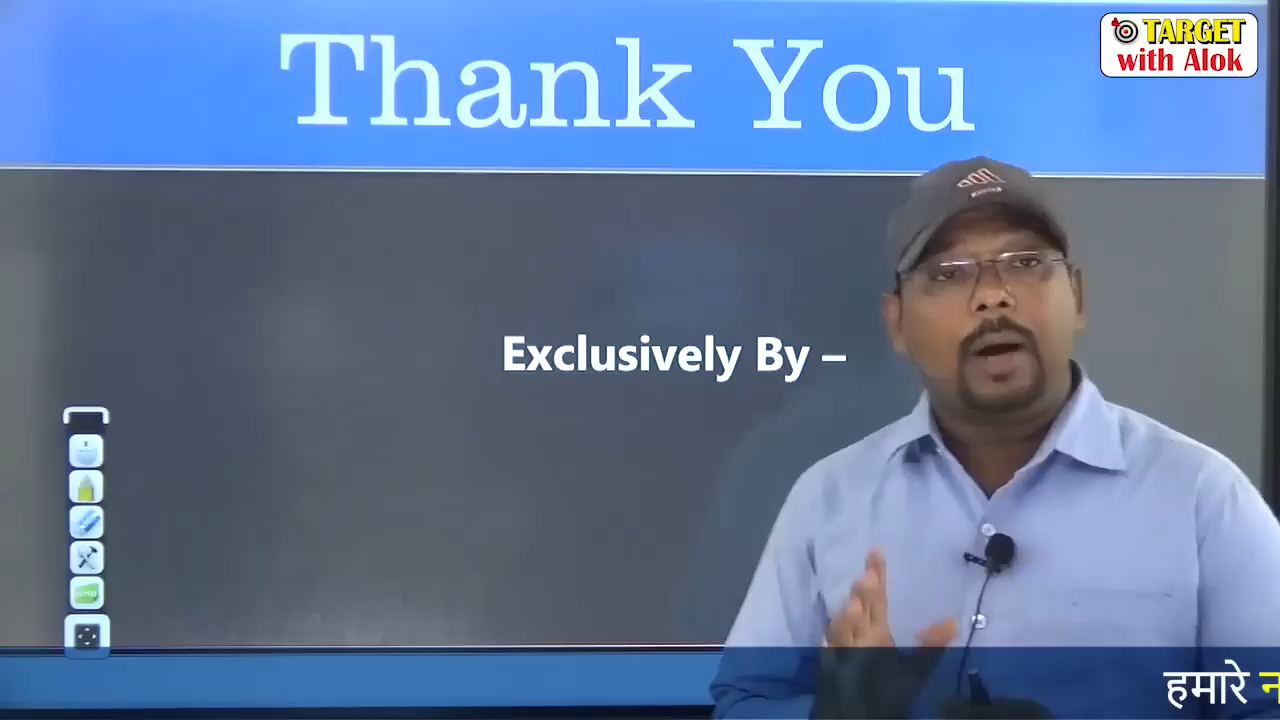 Thank You
TARGET
with Alok
Exclusively By –
हमारे